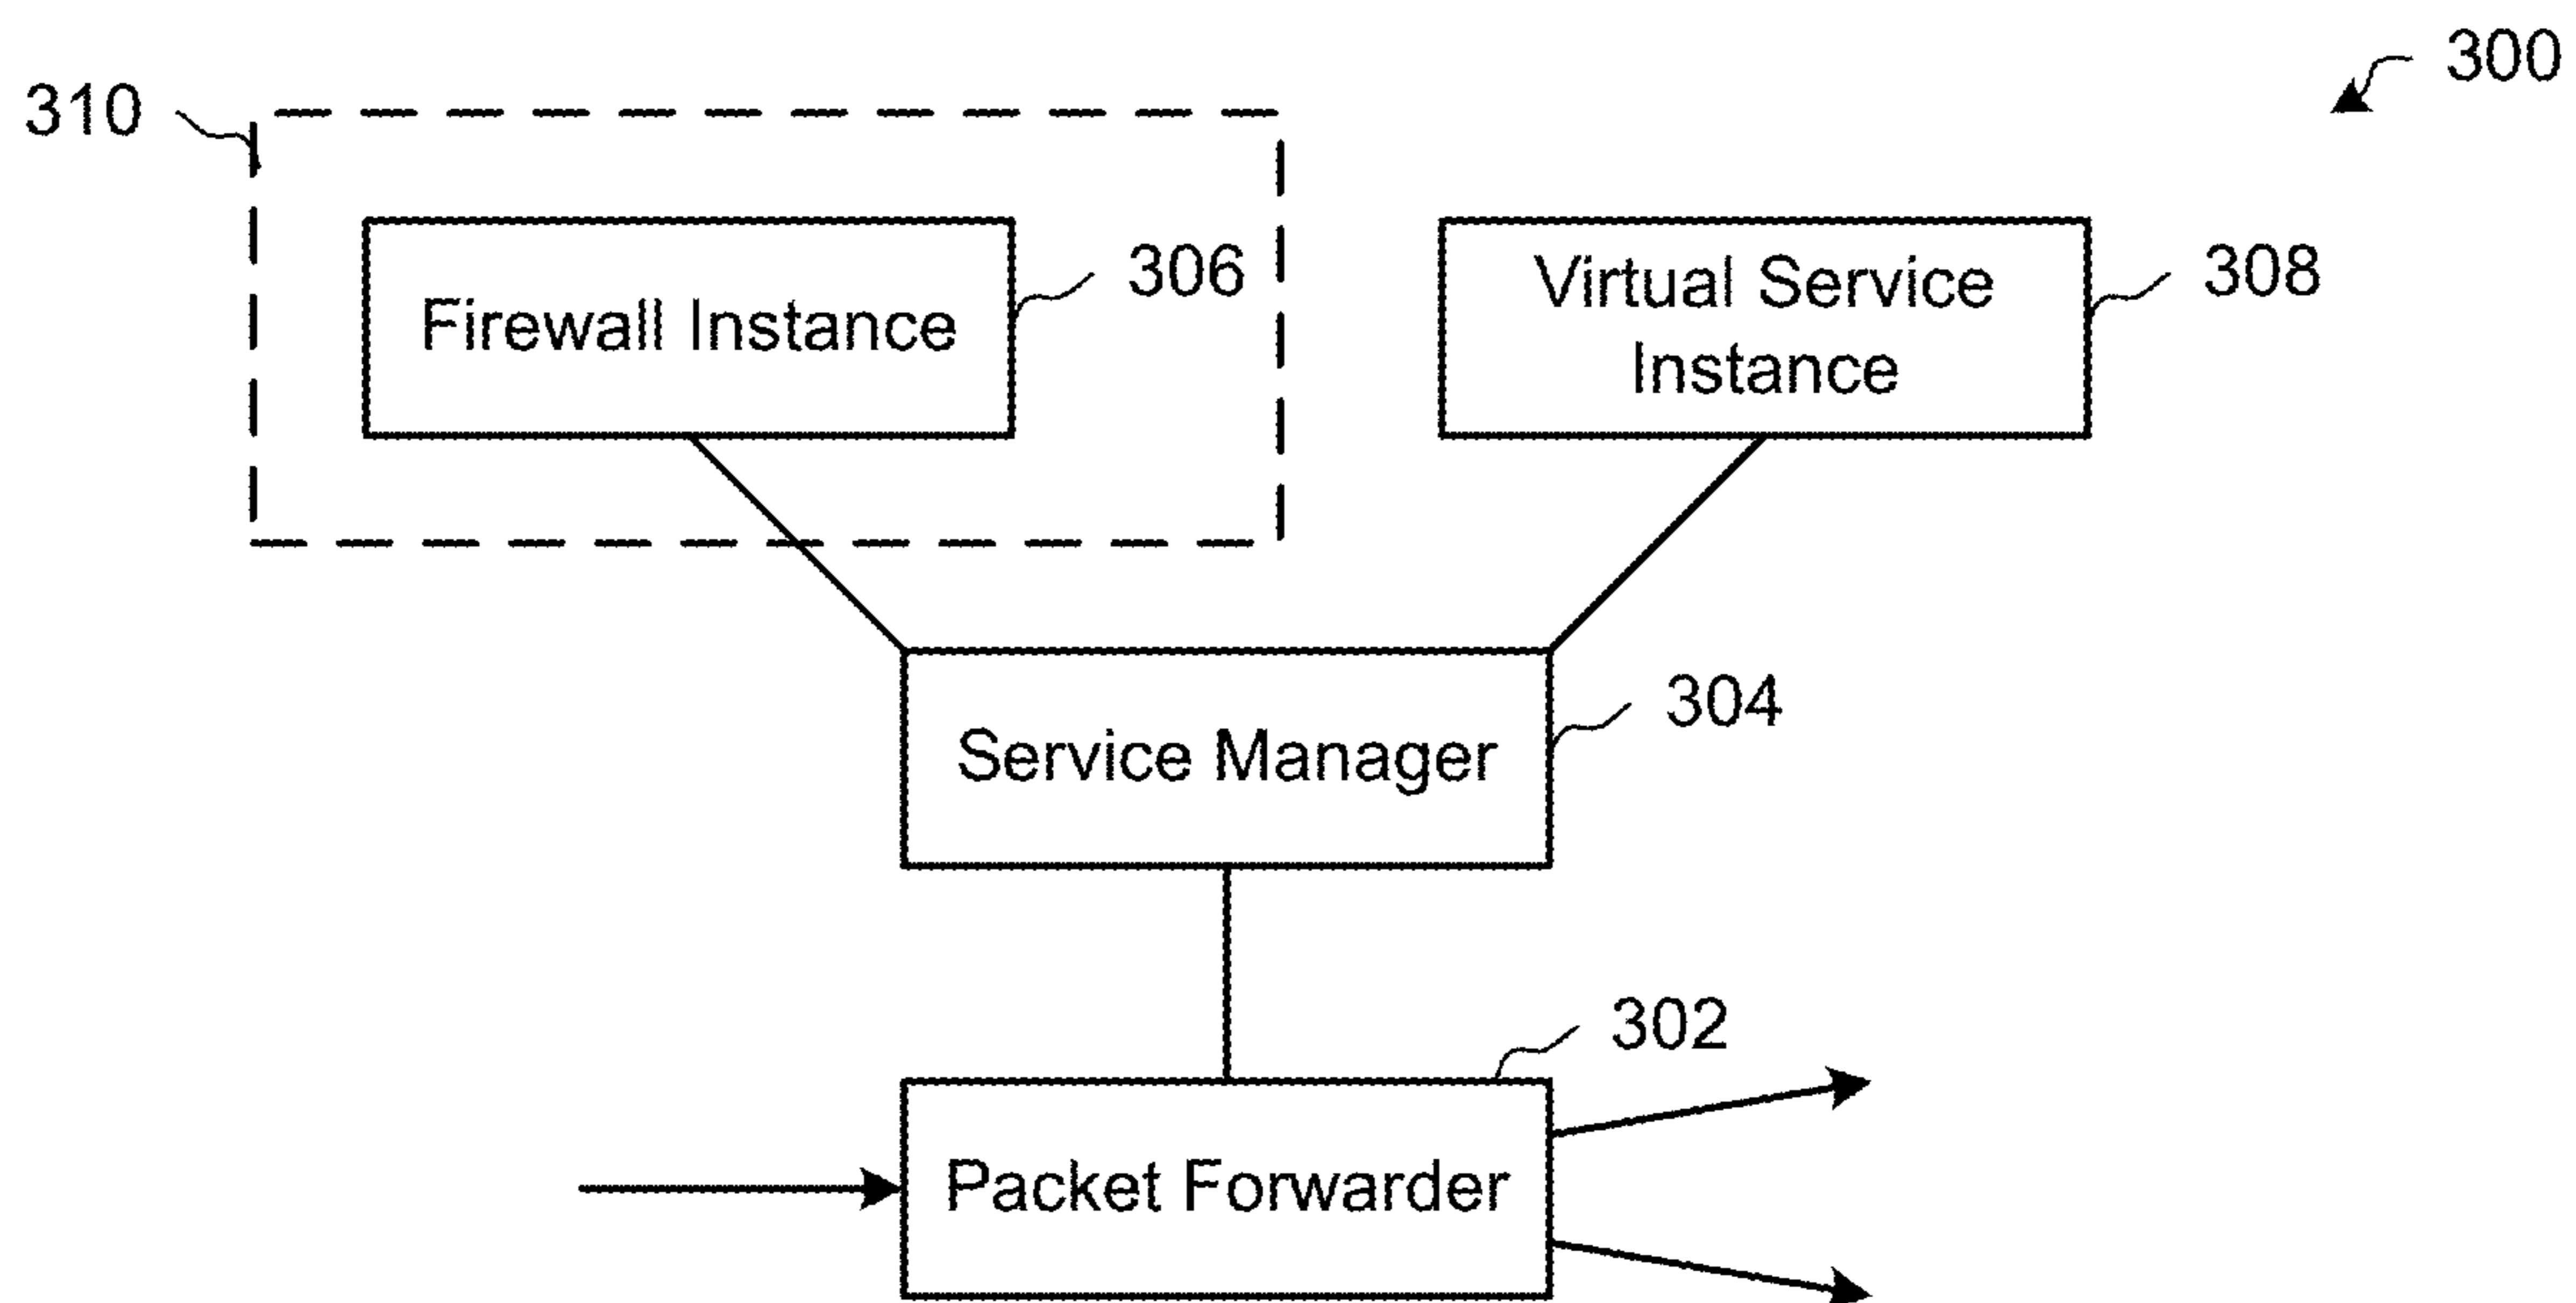 300
310
Firewall Instance
306
Virtual Service
Instance
308
Service Manager
304
302
Packet Forwarder